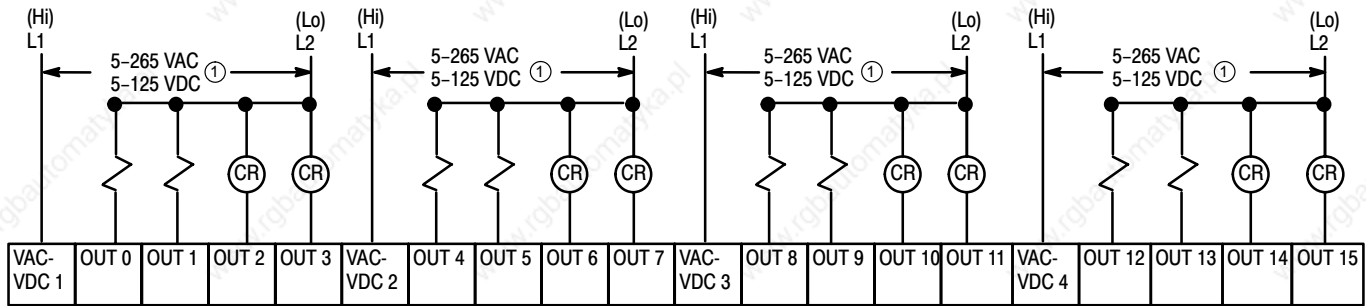 (Hi)
L1
(Lo)
L2
5–265 VAC
5–125 VDC ①
CR
CR
(Hi)
L1
(Lo)
L2
5–265 VAC
5–125 VDC ①
CR
CR
(Hi)
L1
(Lo)
L2
5–265 VAC
5–125 VDC ①
CR
CR
(Hi)
L1
(Lo)
L2
5–265 VAC
5–125 VDC ①
CR
CR
VAC-
VDC 1
OUT 0
OUT 1
OUT 2
OUT 3
VAC-
VDC 2
OUT 4
OUT 5
OUT 6
OUT 7
VAC-
VDC 3
OUT 8
OUT 9
OUT 10
OUT 11
VAC-
VDC 4
OUT 12
OUT 13
OUT 14
OUT 15
www.rgbautomatyka.pl